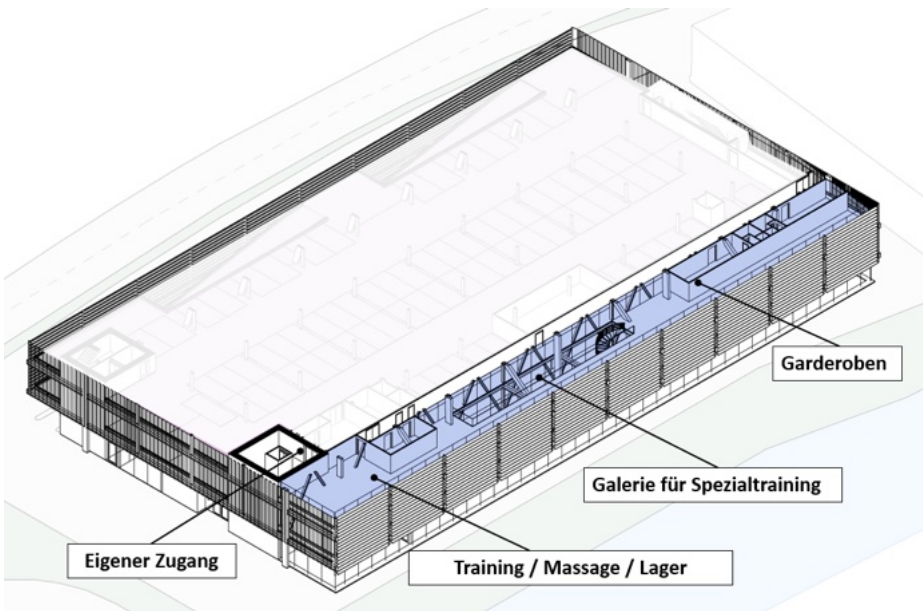 Garderoben
Galerie für Spezialtraining
Eigener Zugang
Training / Massage / Lager